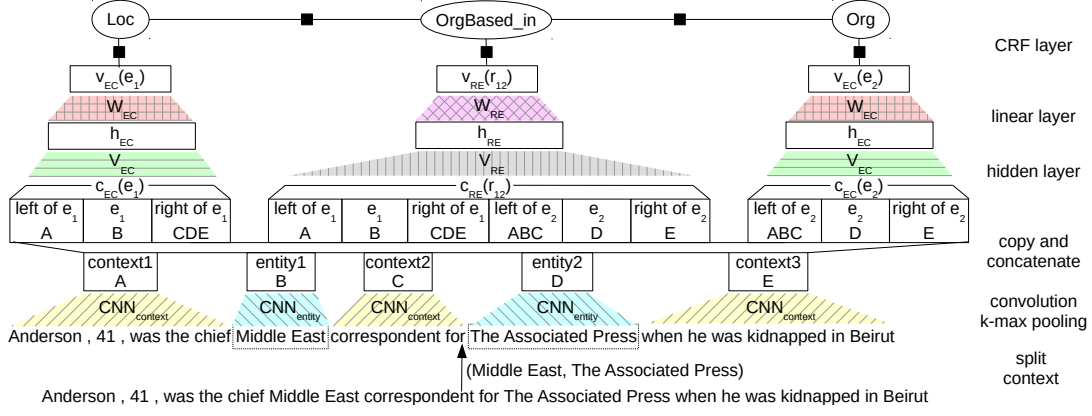 Loc OrgBased_in Org
CRF layer
v_EC(e_1) v_RE(r_12) v_EC(e_2)
W_EC W_RE W_EC
linear layer
h_EC h_RE h_EC
V_EC V_RE V_EC
hidden layer
c_EC(e_1) c_RE(r_12) c_EC(e_2)
left of e_1 e_1 right of e_1 left of e_1 e_1 right of e_1 left of e_2 e_2 right of e_2 left of e_2 e_2 right of e_2
A B CDE A B CDE ABC D E ABC D E
copy and
concatenate
context1 entity1 context2 entity2 context3
A B C D E
CNN_context CNN_entity CNN_context CNN_entity CNN_context
convolution
k-max pooling
Anderson , 41 , was the chief Middle East correspondent for The Associated Press when he was kidnapped in Beirut
split
context
(Middle East, The Associated Press)
Anderson , 41 , was the chief Middle East correspondent for The Associated Press when he was kidnapped in Beirut